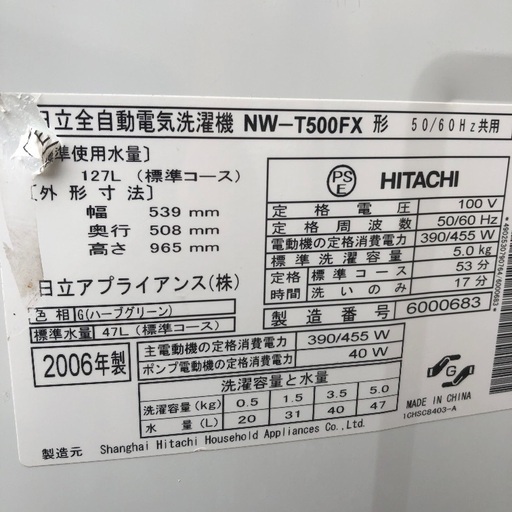 日立全自動電気洗濯機 NW-T500FX 形 50/60Hz共用
準使用水量〕
127L (標準コース)
〔外形寸法〕
幅 539 mm
奥行 508 mm
高さ 965 mm
日立アプライアンス(株)
色相 G(ハーブグリーン)
標準水量 47L (標準コース)
2006年製
PS
E
HITACHI
定格電圧 100 V
定格周波数 50/60 Hz
電動機の定格消費電力 390/455 W
標準洗濯容量 5.0kg
定格時間 標準コース 53分
洗いのみ 17分
製造番号 6000683
主電動機の定格消費電力 390/455 W
ポンプ電動機の定格消費電力 40 W
洗濯容量と水量
洗濯容量(kg) 0.5 1.5 3.5 5.0
水量(L) 20 31 40 47
G
MADE IN CHINA
1CHSC8403-A
製造元 Shanghai Hitachi Household Appliances Co.,Ltd.